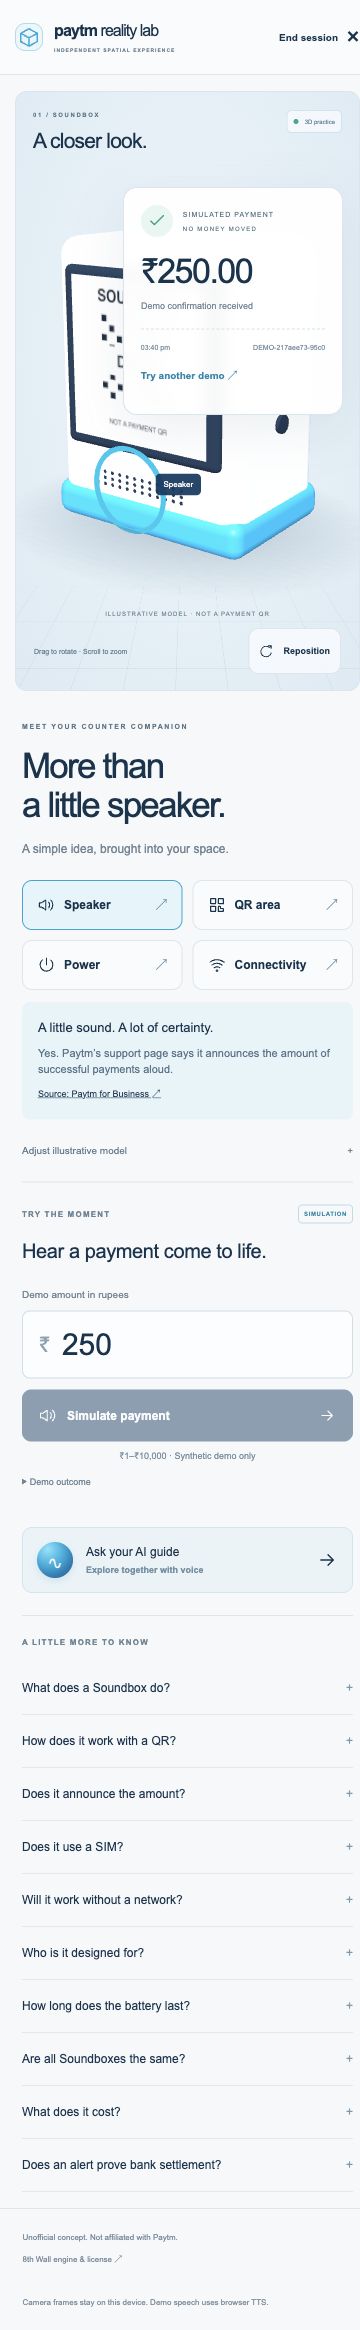 paytm reality lab
INDEPENDENT SPATIAL EXPERIENCE
End session ✕
01 / SOUNDBOX
A closer look.
3D practice
SIMULATED PAYMENT
NO MONEY MOVED
₹250.00
Demo confirmation received
03:40 pm
DEMO-217aee73-95c0
Try another demo ↗
SOU
D
NOT A PAYMENT QR
Speaker
ILLUSTRATIVE MODEL · NOT A PAYMENT QR
Drag to rotate · Scroll to zoom
Reposition
MEET YOUR COUNTER COMPANION
More than
a little speaker.
A simple idea, brought into your space.
Speaker ↗
QR area ↗
Power ↗
Connectivity ↗
A little sound. A lot of certainty.
Yes. Paytm's support page says it announces the amount of
successful payments aloud.
Source: Paytm for Business ↗
Adjust illustrative model +
TRY THE MOMENT
SIMULATION
Hear a payment come to life.
Demo amount in rupees
₹ 250
Simulate payment →
₹1–₹10,000 · Synthetic demo only
Demo outcome
Ask your AI guide
Explore together with voice
→
A LITTLE MORE TO KNOW
What does a Soundbox do? +
How does it work with a QR? +
Does it announce the amount? +
Does it use a SIM? +
Will it work without a network? +
Who is it designed for? +
How long does the battery last? +
Are all Soundboxes the same? +
What does it cost? +
Does an alert prove bank settlement? +
Unofficial concept. Not affiliated with Paytm.
8th Wall engine & license ↗
Camera frames stay on this device. Demo speech uses browser TTS.